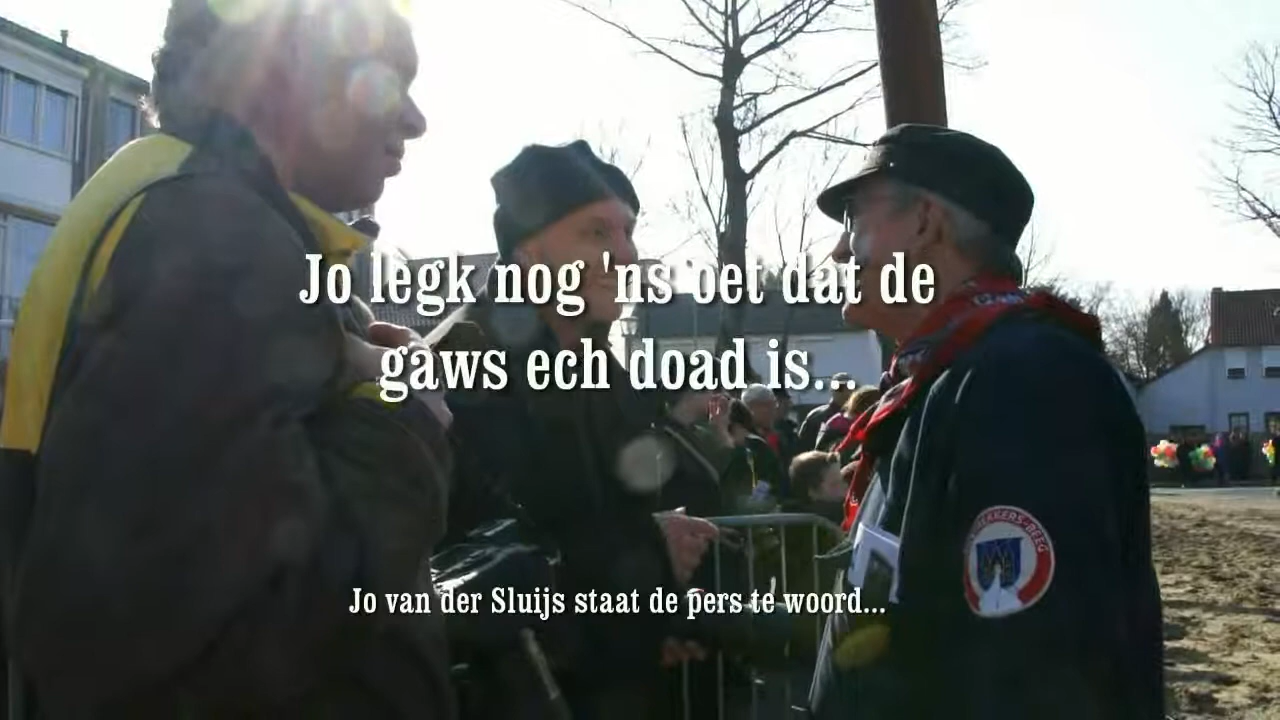 Jo lègk nog 'ns oet dat de
gaws ech doad is...
Jo van der Sluijs staat de pers te woord...